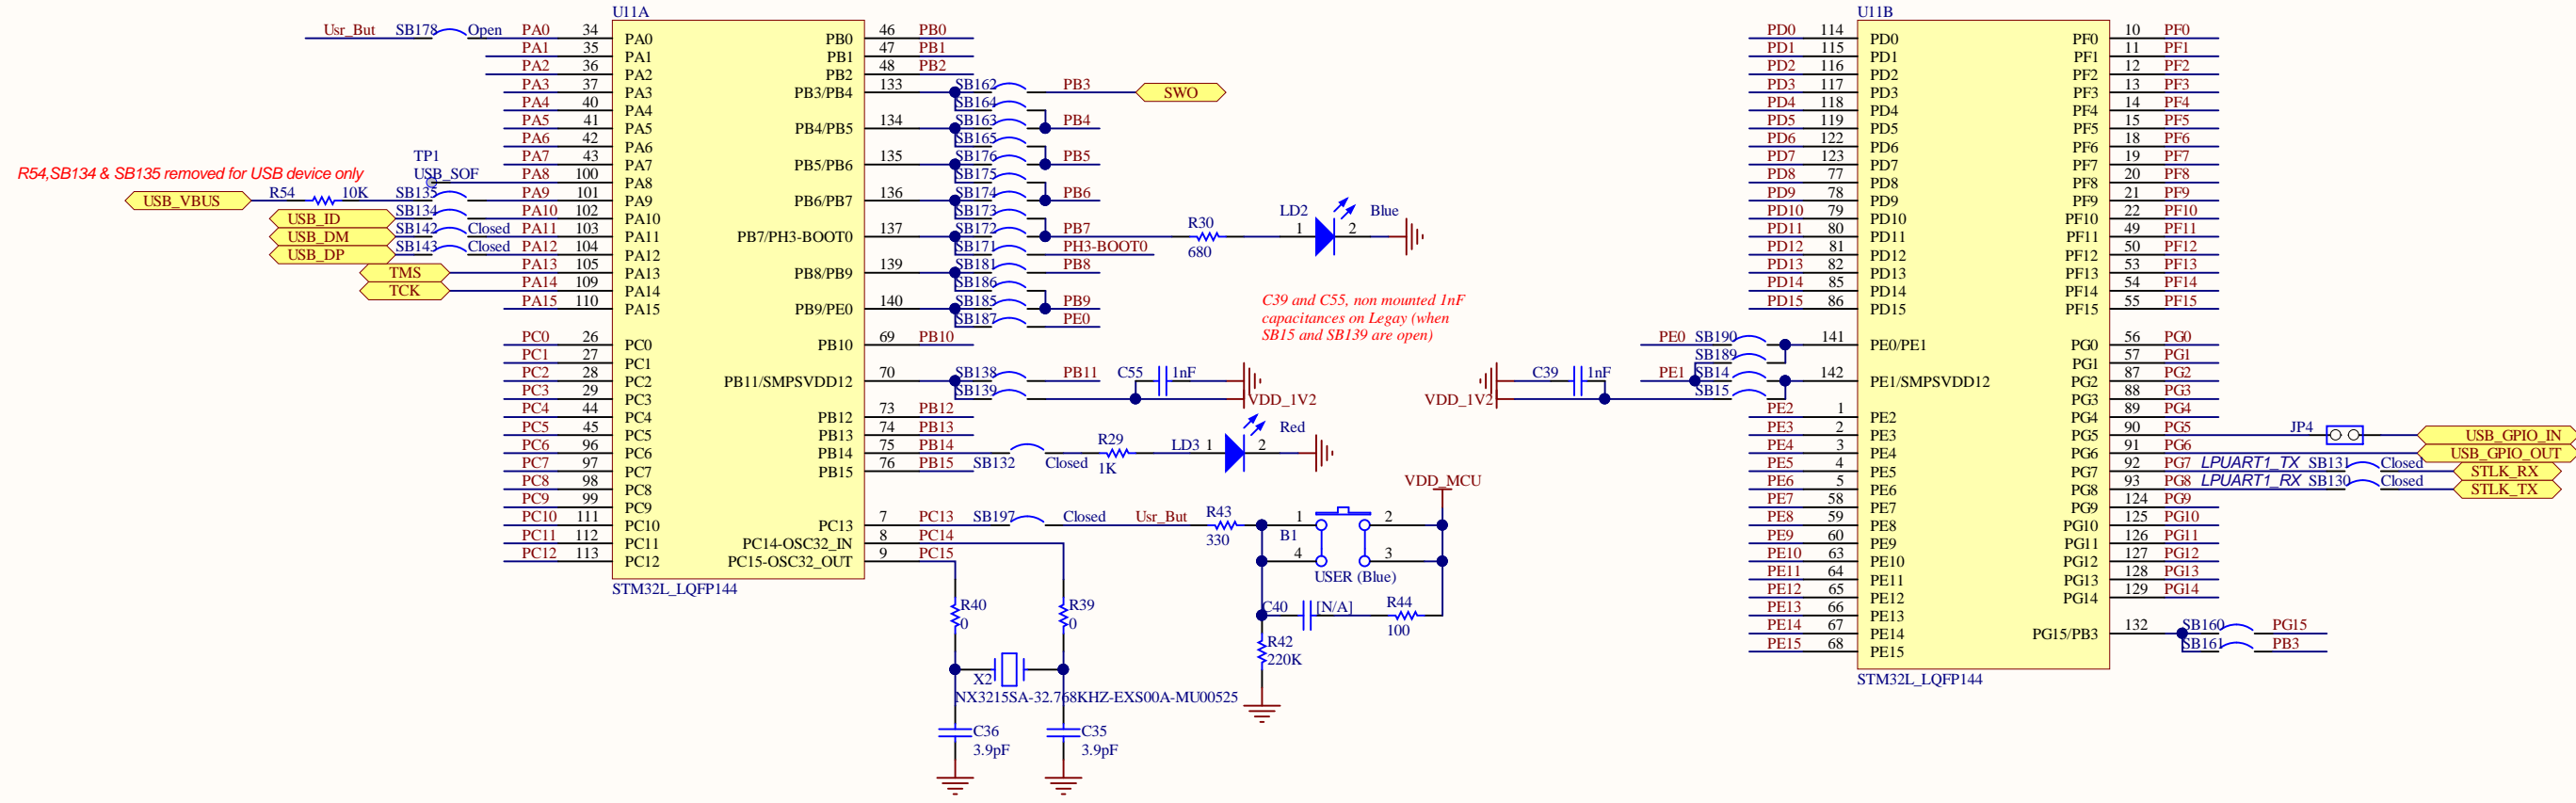 U11A
Usr_But SB178 Open PA0 34 PA0
PA1 35 PA1
PA2 36 PA2
PA3 37 PA3
PA4 40 PA4
PA5 41 PA5
PA6 42 PA6
PA7 43 PA7
R54,SB134 & SB135 removed for USB device only
TP1
USB_SOF PA8 100 PA8
USB_VBUS R54 10K SB135 PA9 101 PA9
USB_ID SB134 PA10 102 PA10
USB_DM SB142 Closed PA11 103 PA11
USB_DP SB143 Closed PA12 104 PA12
TMS PA13 105 PA13
TCK PA14 109 PA14
PA15 110 PA15
PC0 26 PC0
PC1 27 PC1
PC2 28 PC2
PC3 29 PC3
PC4 44 PC4
PC5 45 PC5
PC6 96 PC6
PC7 97 PC7
PC8 98 PC8
PC9 99 PC9
PC10 111 PC10
PC11 112 PC11
PC12 113 PC12
PB0 46 PB0
PB1 47 PB1
PB2 48 PB2
PB3/PB4 133 SB162 PB3 SWO
SB164
PB4/PB5 134 SB163 PB4
SB165
PB5/PB6 135 SB176 PB5
SB175
PB6/PB7 136 SB174 PB6
SB173
PB7/PH3-BOOT0 137 SB172 PB7 R30 680 LD2 1 2 Blue
SB171 PH3-BOOT0
PB8/PB9 139 SB181 PB8
SB186
PB9/PE0 140 SB185 PB9
SB187 PE0
C39 and C55, non mounted 1nF
capacitances on Legay (when
SB15 and SB139 are open)
PB10 69 PB10
PB11/SMPSVDD12 70 SB138 PB11 C55 1nF
SB139 VDD_1V2
PB12 73 PB12
PB13 74 PB13
PB14 75 PB14 SB132 Closed R29 1K LD3 1 2 Red
PB15 76 PB15
PC13 7 PC13 SB197 Closed Usr_But R43 330
PC14-OSC32_IN 8 PC14
PC15-OSC32_OUT 9 PC15
STM32L_LQFP144
VDD_MCU
1 2
B1
4 3
USER (Blue)
C40 [N/A] R44 100
R42
220K
R40
0
R39
0
X2
NX3215SA-32.768KHZ-EXS00A-MU00525
C36
3.9pF
C35
3.9pF
U11B
PD0 114 PD0
PD1 115 PD1
PD2 116 PD2
PD3 117 PD3
PD4 118 PD4
PD5 119 PD5
PD6 122 PD6
PD7 123 PD7
PD8 77 PD8
PD9 78 PD9
PD10 79 PD10
PD11 80 PD11
PD12 81 PD12
PD13 82 PD13
PD14 85 PD14
PD15 86 PD15
PE0 SB190 141 PE0/PE1
SB189
C39 1nF PE1 SB14 142 PE1/SMPSVDD12
VDD_1V2 SB15
PE2 1 PE2
PE3 2 PE3
PE4 3 PE4
PE5 4 PE5
PE6 5 PE6
PE7 58 PE7
PE8 59 PE8
PE9 60 PE9
PE10 63 PE10
PE11 64 PE11
PE12 65 PE12
PE13 66 PE13
PE14 67 PE14
PE15 68 PE15
PF0 10 PF0
PF1 11 PF1
PF2 12 PF2
PF3 13 PF3
PF4 14 PF4
PF5 15 PF5
PF6 18 PF6
PF7 19 PF7
PF8 20 PF8
PF9 21 PF9
PF10 22 PF10
PF11 49 PF11
PF12 50 PF12
PF13 53 PF13
PF14 54 PF14
PF15 55 PF15
PG0 56 PG0
PG1 57 PG1
PG2 87 PG2
PG3 88 PG3
PG4 89 PG4
PG5 90 PG5 JP4 USB_GPIO_IN
PG6 91 PG6 USB_GPIO_OUT
PG7 92 PG7 LPUART1_TX SB131 Closed STLK_RX
PG8 93 PG8 LPUART1_RX SB130 Closed STLK_TX
PG9 124 PG9
PG10 125 PG10
PG11 126 PG11
PG12 127 PG12
PG13 128 PG13
PG14 129 PG14
PG15/PB3 132 SB160 PG15
SB161 PB3
STM32L_LQFP144